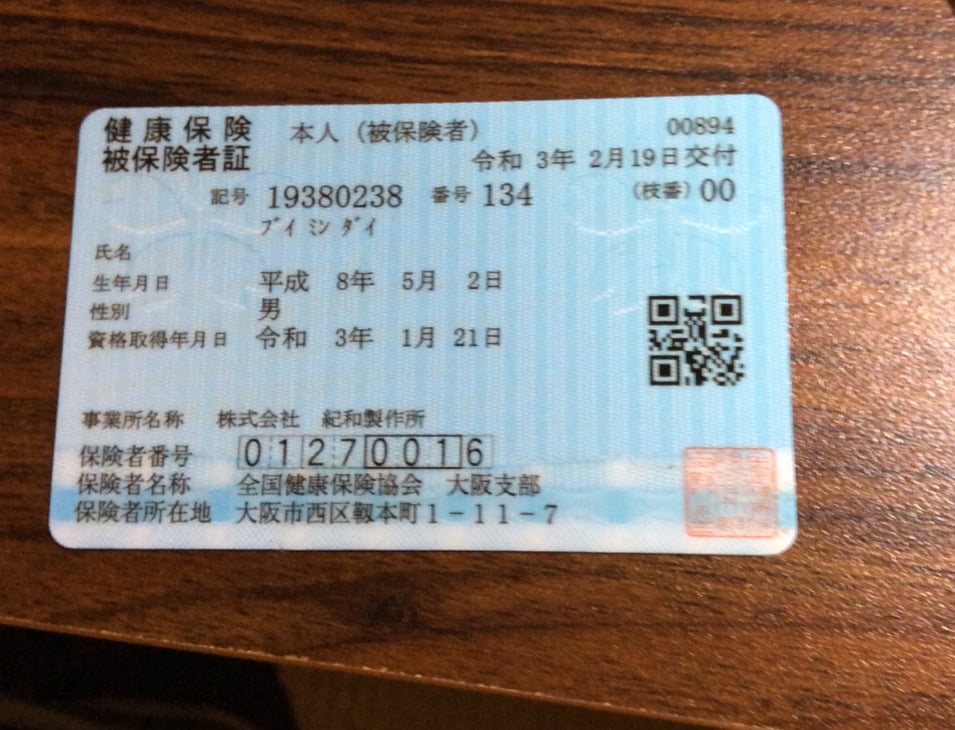 健康保険 本人（被保険者） 00894
被保険者証 令和 3年 2月19日交付
記号 19380238 番号 134 （枝番）00
ﾌﾞｲ ﾐﾝ ﾀﾞｲ
氏名
生年月日 平成 8年 5月 2日
性別 男
資格取得年月日 令和 3年 1月 21日
事業所名称 株式会社 紀和製作所
保険者番号 01270016
保険者名称 全国健康保険協会 大阪支部
保険者所在地 大阪市西区靱本町1-11-7